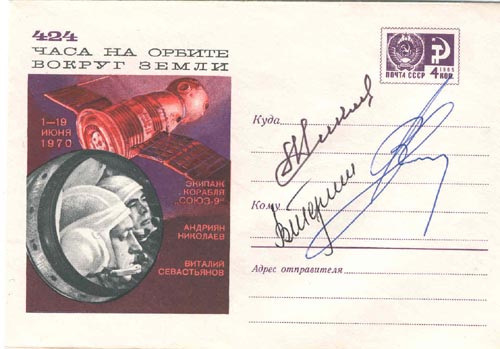 424
ЧАСА НА ОРБИТЕ
ВОКРУГ ЗЕМЛИ
1—19
ИЮНЯ
1970
ЭКИПАЖ
КОРАБЛЯ
"СОЮЗ-9"
АНДРИЯН
НИКОЛАЕВ
ВИТАЛИЙ
СЕВАСТЬЯНОВ
ПОЧТА СССР
1965
4 КОП.
Куда
Кому
Адрес отправителя